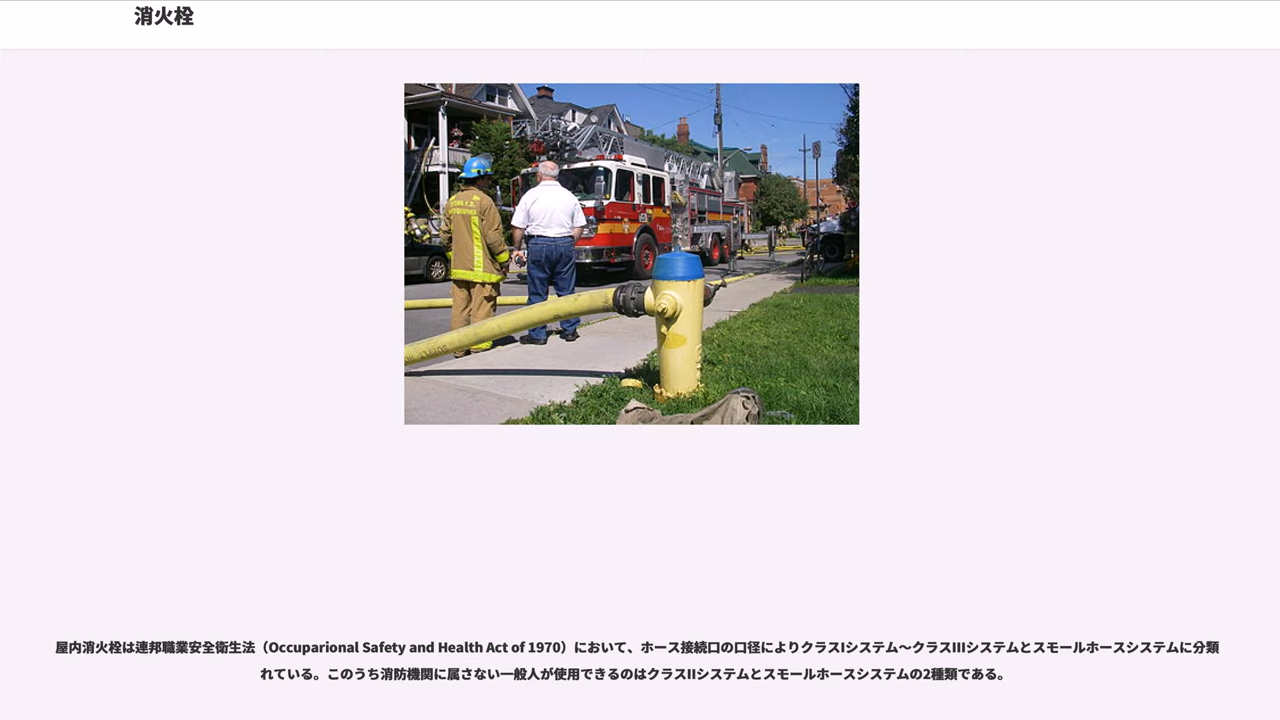 消火栓
屋内消火栓は連邦職業安全衛生法（Occuparional Safety and Health Act of 1970）において、ホース接続口の口径によりクラスIシステム～クラスIIIシステムとスモールホースシステムに分類
れている。このうち消防機関に属さない一般人が使用できるのはクラスIIシステムとスモールホースシステムの2種類である。